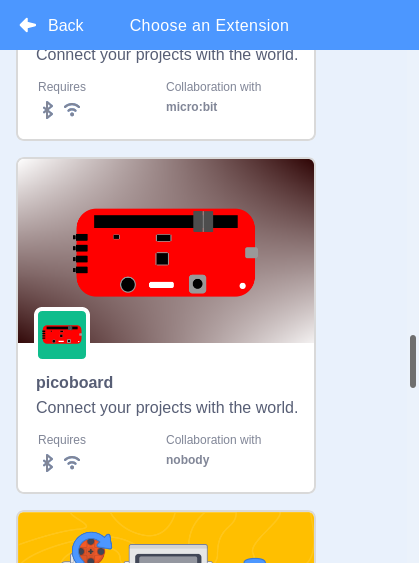 Back
Choose an Extension
Connect your projects with the world.
Requires
Collaboration with
micro:bit
picoboard
Connect your projects with the world.
Requires
Collaboration with
nobody